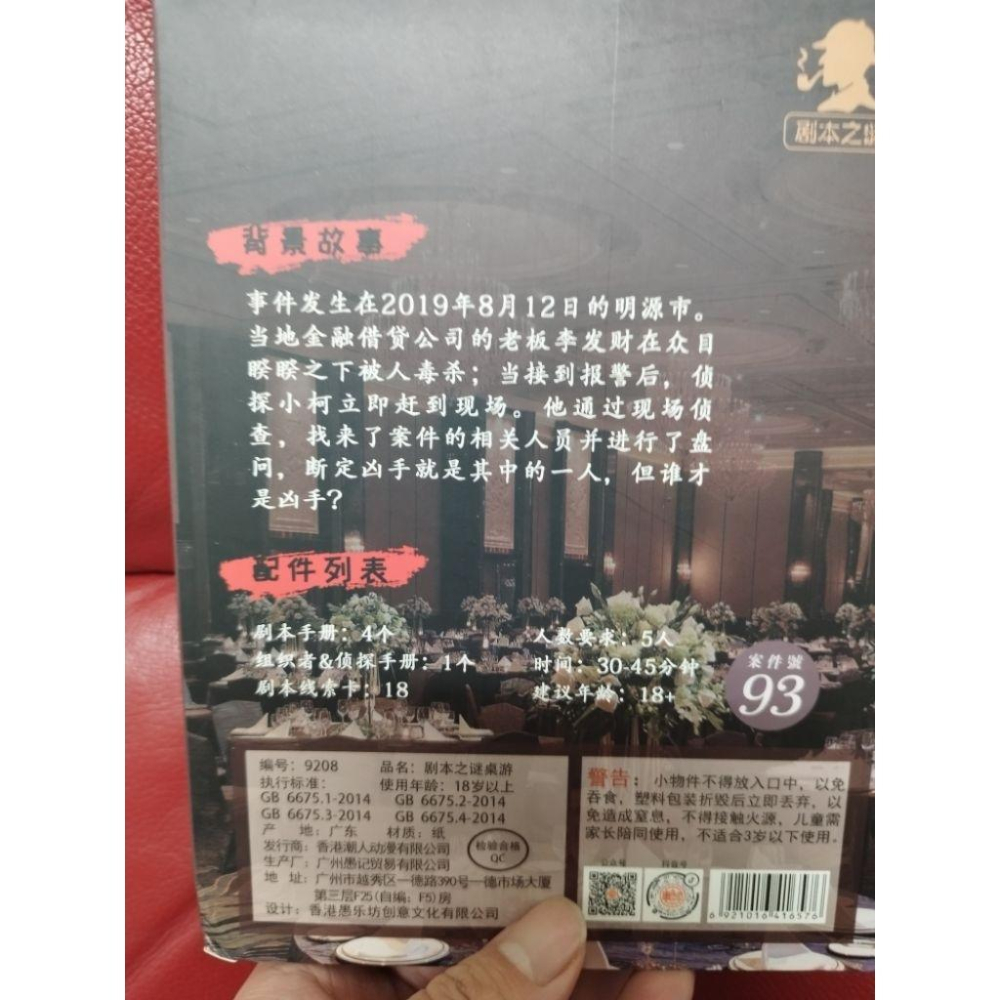 剧本之谜
背景故事
事件发生在2019年8月12日的明源市。
当地金融借贷公司的老板李发财在众目
睽睽之下被人毒杀；当接到报警后，侦
探小柯立即赶到现场。他通过现场侦
查，找来了案件的相关人员并进行了盘
问，断定凶手就是其中的一人，但谁才
是凶手?
配件列表
剧本手册：4个
组织者&侦探手册：1个
剧本线索卡：18
人数要求：5人
时间：30-45分钟
建议年龄：18+
案件號
93
编号：9208 品名：剧本之谜桌游
执行标准： 使用年龄：18岁以上
GB 6675.1-2014 GB 6675.2-2014
GB 6675.3-2014 GB 6675.4-2014
产 地：广东 材质：纸
发行商：香港潮人动漫有限公司
生产厂：广州愚记贸易有限公司
地 址：广州市越秀区一德路390号一德市场大厦
第三层F25(自编：F5)房
设计：香港愚乐坊创意文化有限公司
检验合格
QC
警告：小物件不得放入口中，以免
吞食，塑料包装折毁后立即丢弃，以
免造成窒息，不得接触火源，儿童需
家长陪同使用，不适合3岁以下使用。
公众号
6921016416576